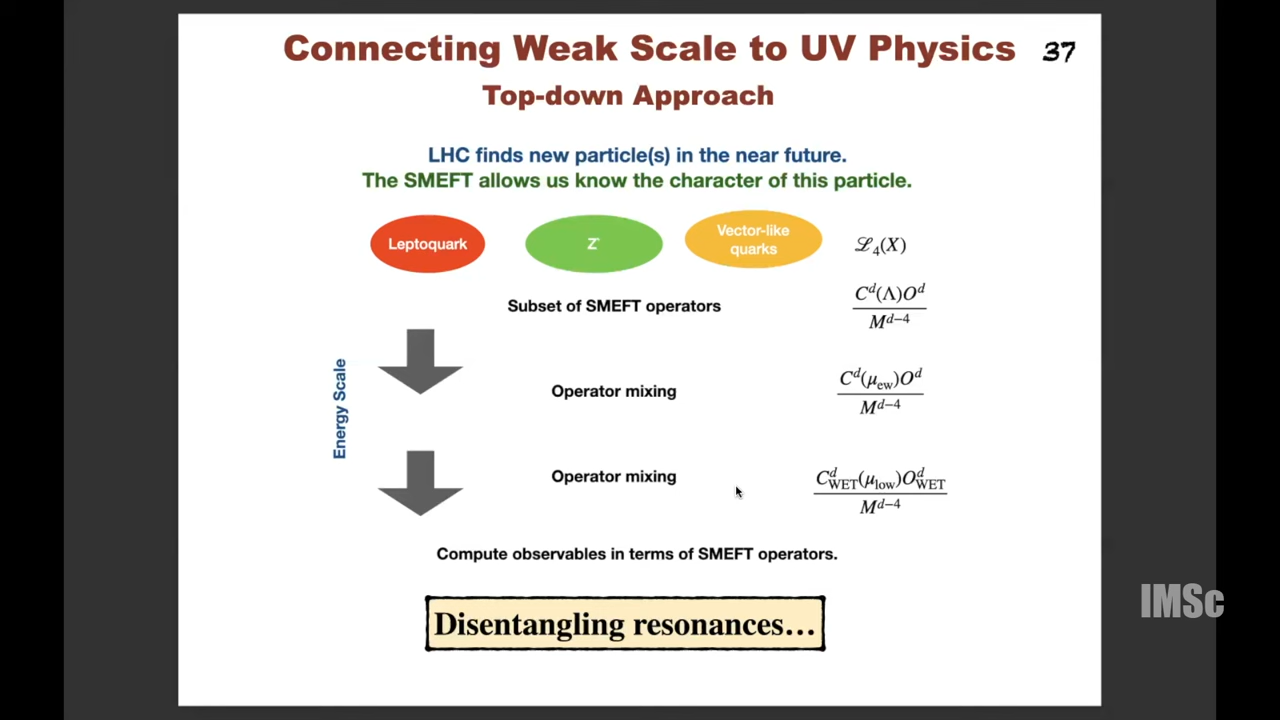 Connecting Weak Scale to UV Physics 37
Top-down Approach
LHC finds new particle(s) in the near future.
The SMEFT allows us know the character of this particle.
Leptoquark
Z'
Vector-like
quarks
ℒ₄(X)
Subset of SMEFT operators
C^d(Λ)O^d / M^{d−4}
Energy Scale
Operator mixing
C^d(μ_ew)O^d / M^{d−4}
Operator mixing
C^d_WET(μ_low)O^d_WET / M^{d−4}
Compute observables in terms of SMEFT operators.
Disentangling resonances…
IMSc